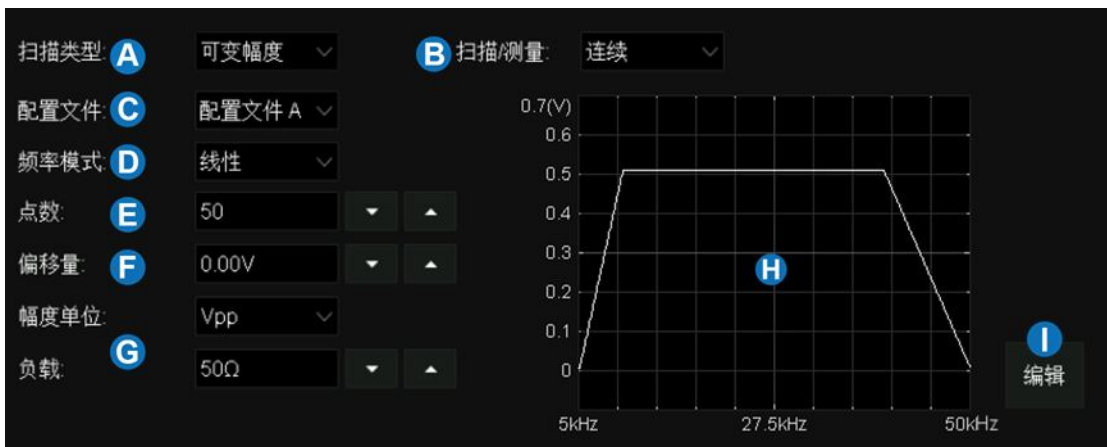 扫描类型: A 可变幅度
B 扫描/测量: 连续
配置文件: C 配置文件 A
频率模式: D 线性
点数: E 50
偏移量: F 0.00V
幅度单位: Vpp
G
负载: 50Ω
0.7(V)
0.6
0.5
0.4
0.3
0.2
0.1
0
H
5kHz 27.5kHz 50kHz
I
编辑